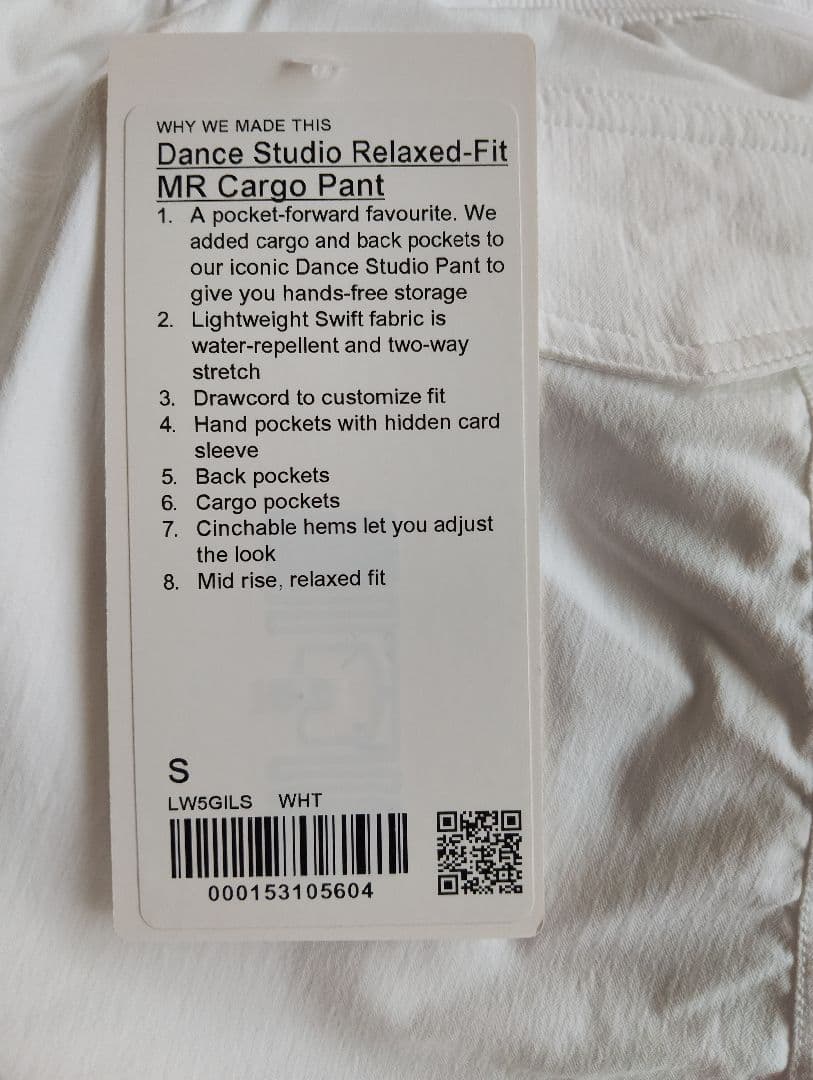 WHY WE MADE THIS
Dance Studio Relaxed-Fit
MR Cargo Pant
1. A pocket-forward favourite. We
added cargo and back pockets to
our iconic Dance Studio Pant to
give you hands-free storage
2. Lightweight Swift fabric is
water-repellent and two-way
stretch
3. Drawcord to customize fit
4. Hand pockets with hidden card
sleeve
5. Back pockets
6. Cargo pockets
7. Cinchable hems let you adjust
the look
8. Mid rise, relaxed fit
S
LW5GILS WHT
000153105604